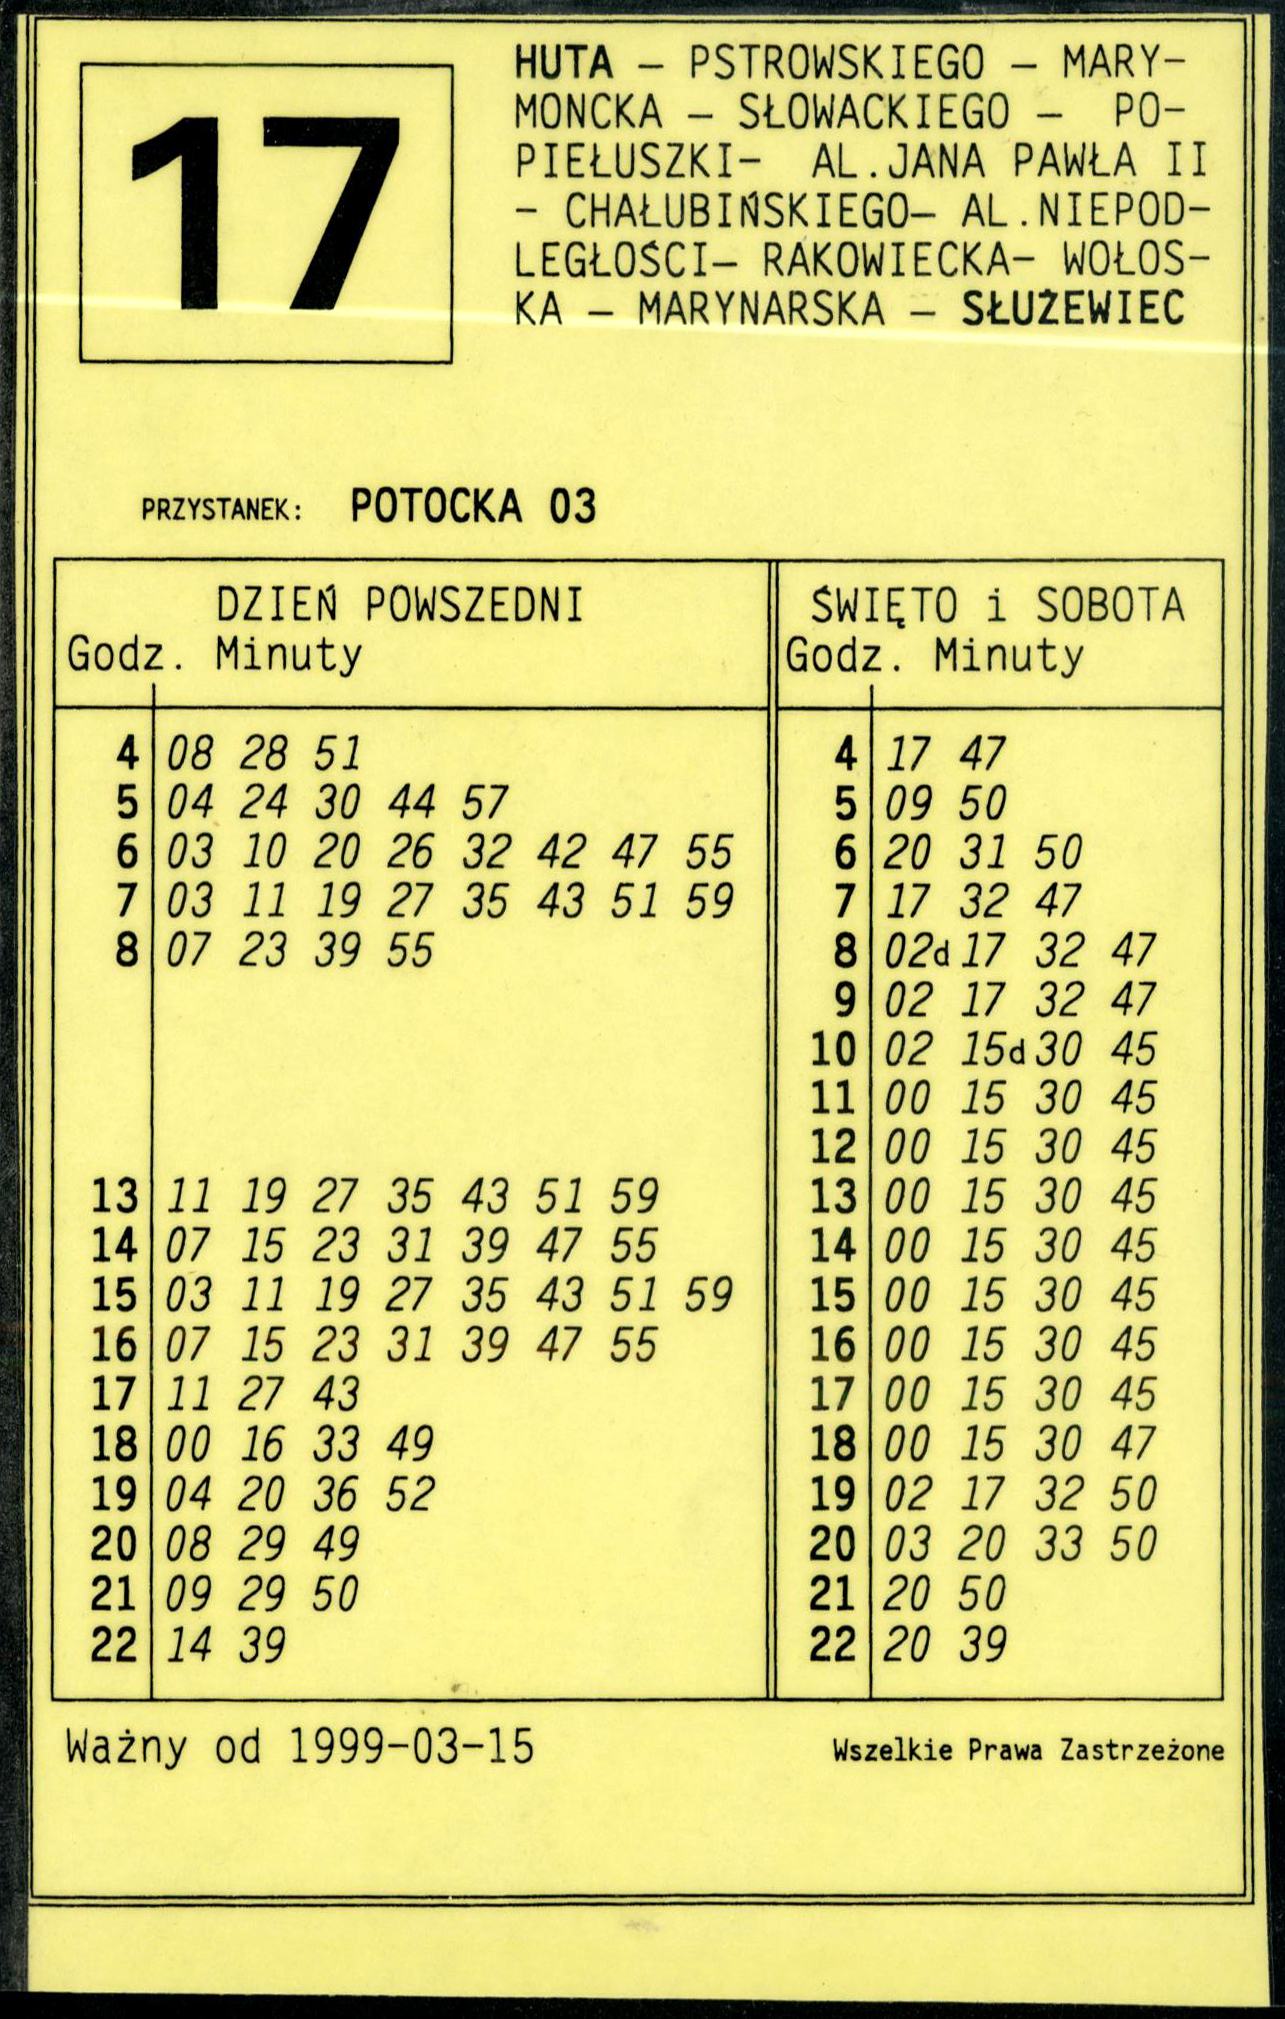 17
HUTA – PSTROWSKIEGO – MARY-
MONCKA – SŁOWACKIEGO – PO-
PIEŁUSZKI- AL.JANA PAWŁA II
- CHAŁUBIŃSKIEGO- AL.NIEPOD-
LEGŁOŚCI- RAKOWIECKA- WOŁOS-
KA – MARYNARSKA – SŁUŻEWIEC
PRZYSTANEK: POTOCKA 03
DZIEŃ POWSZEDNI
Godz. Minuty
4 08 28 51
5 04 24 30 44 57
6 03 10 20 26 32 42 47 55
7 03 11 19 27 35 43 51 59
8 07 23 39 55
13 11 19 27 35 43 51 59
14 07 15 23 31 39 47 55
15 03 11 19 27 35 43 51 59
16 07 15 23 31 39 47 55
17 11 27 43
18 00 16 33 49
19 04 20 36 52
20 08 29 49
21 09 29 50
22 14 39
ŚWIĘTO i SOBOTA
Godz. Minuty
4 17 47
5 09 50
6 20 31 50
7 17 32 47
8 02d 17 32 47
9 02 17 32 47
10 02 15d 30 45
11 00 15 30 45
12 00 15 30 45
13 00 15 30 45
14 00 15 30 45
15 00 15 30 45
16 00 15 30 45
17 00 15 30 45
18 00 15 30 47
19 02 17 32 50
20 03 20 33 50
21 20 50
22 20 39
Ważny od 1999-03-15
Wszelkie Prawa Zastrzeżone